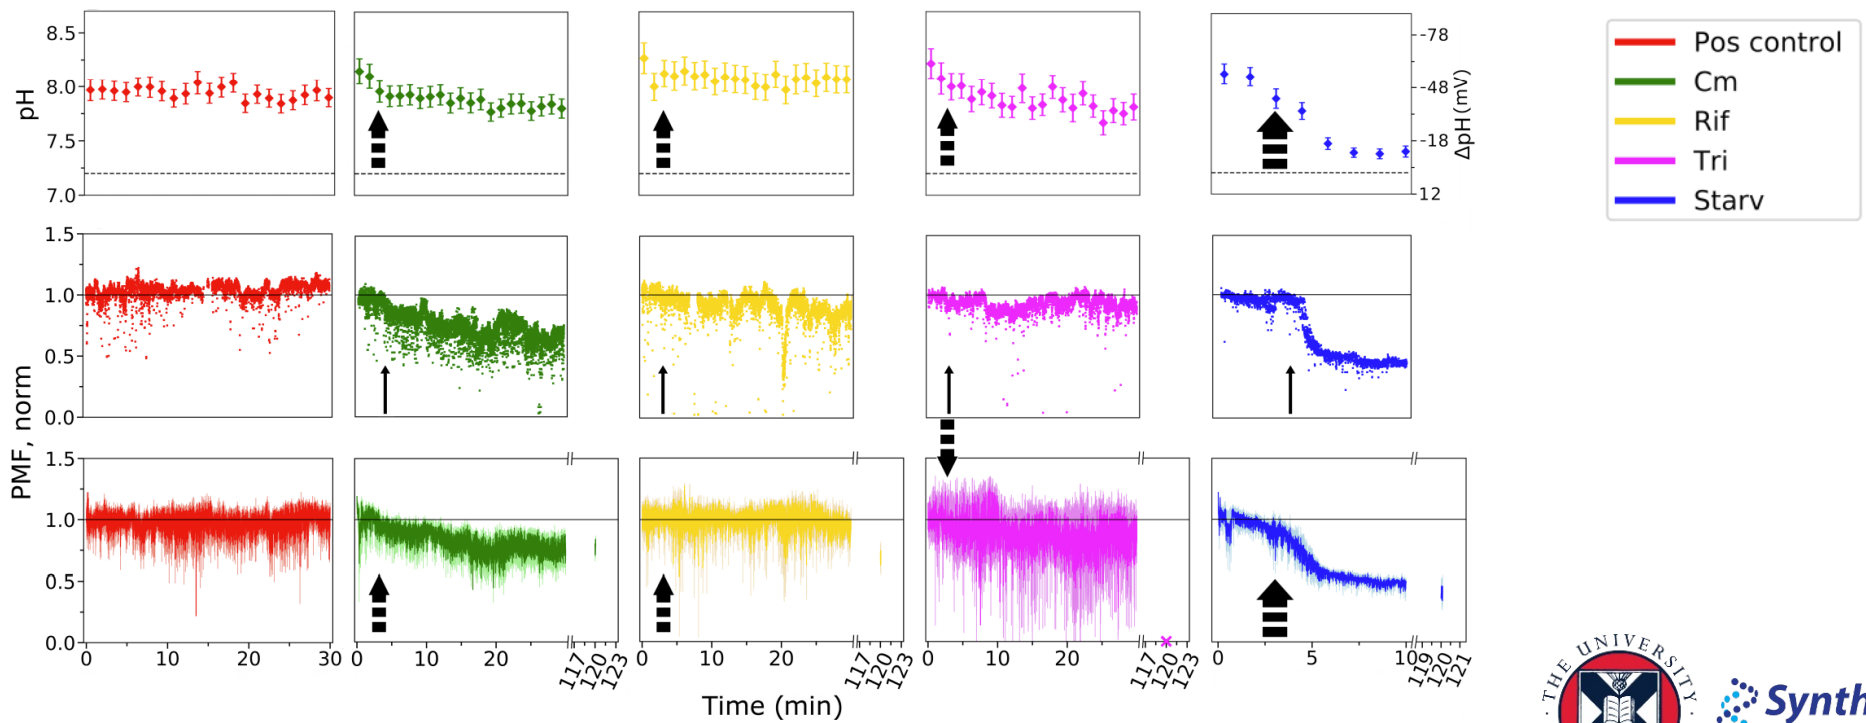 pH
8.5
8.0
7.5
7.0
-78
-48
-18
12
ΔpH (mV)
Pos control
Cm
Rif
Tri
Starv
PMF, norm
1.5
1.0
0.5
0.0
1.5
1.0
0.5
0.0
0 10 20 30
0 10 20 117 120 123
0 10 20 117 120 123
0 10 20 117 120 123
0 5 10 119 120 121
Time (min)
THE UNIVERSITY
Synth